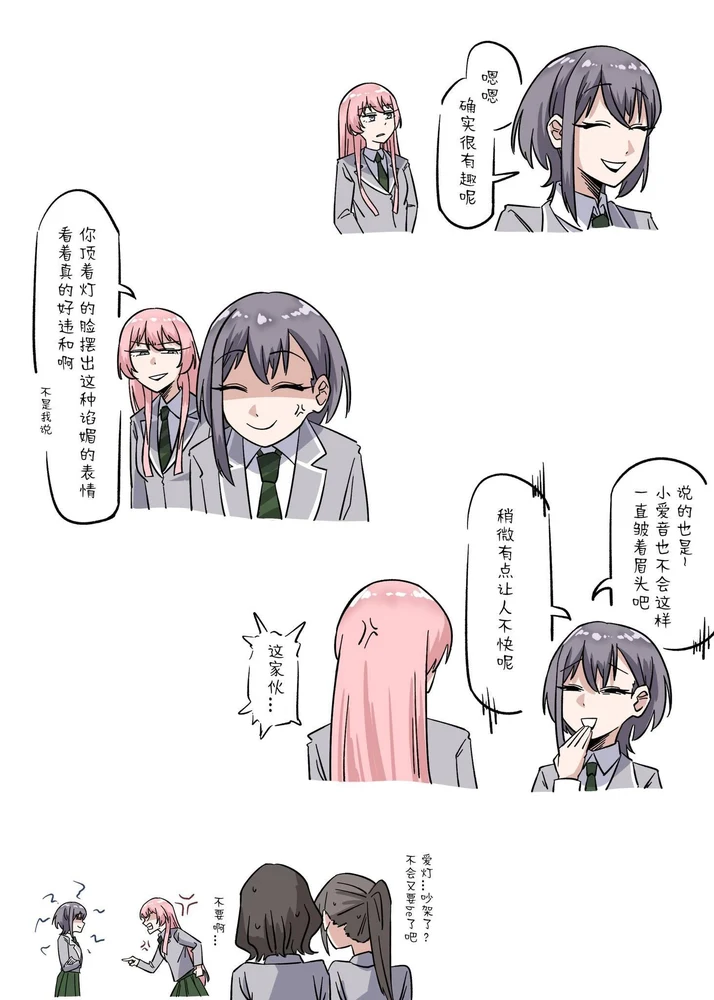 嗯嗯
确实很有趣呢
你顶着灯的脸摆出这种谄媚的表情
看着真的好违和啊
不是我说
说的也是~
小爱音也不会这样
一直皱着眉头吧
稍微有点让人不快呢
这家伙…
爱灯…吵架了?
不会又要be了吧
不要啊…